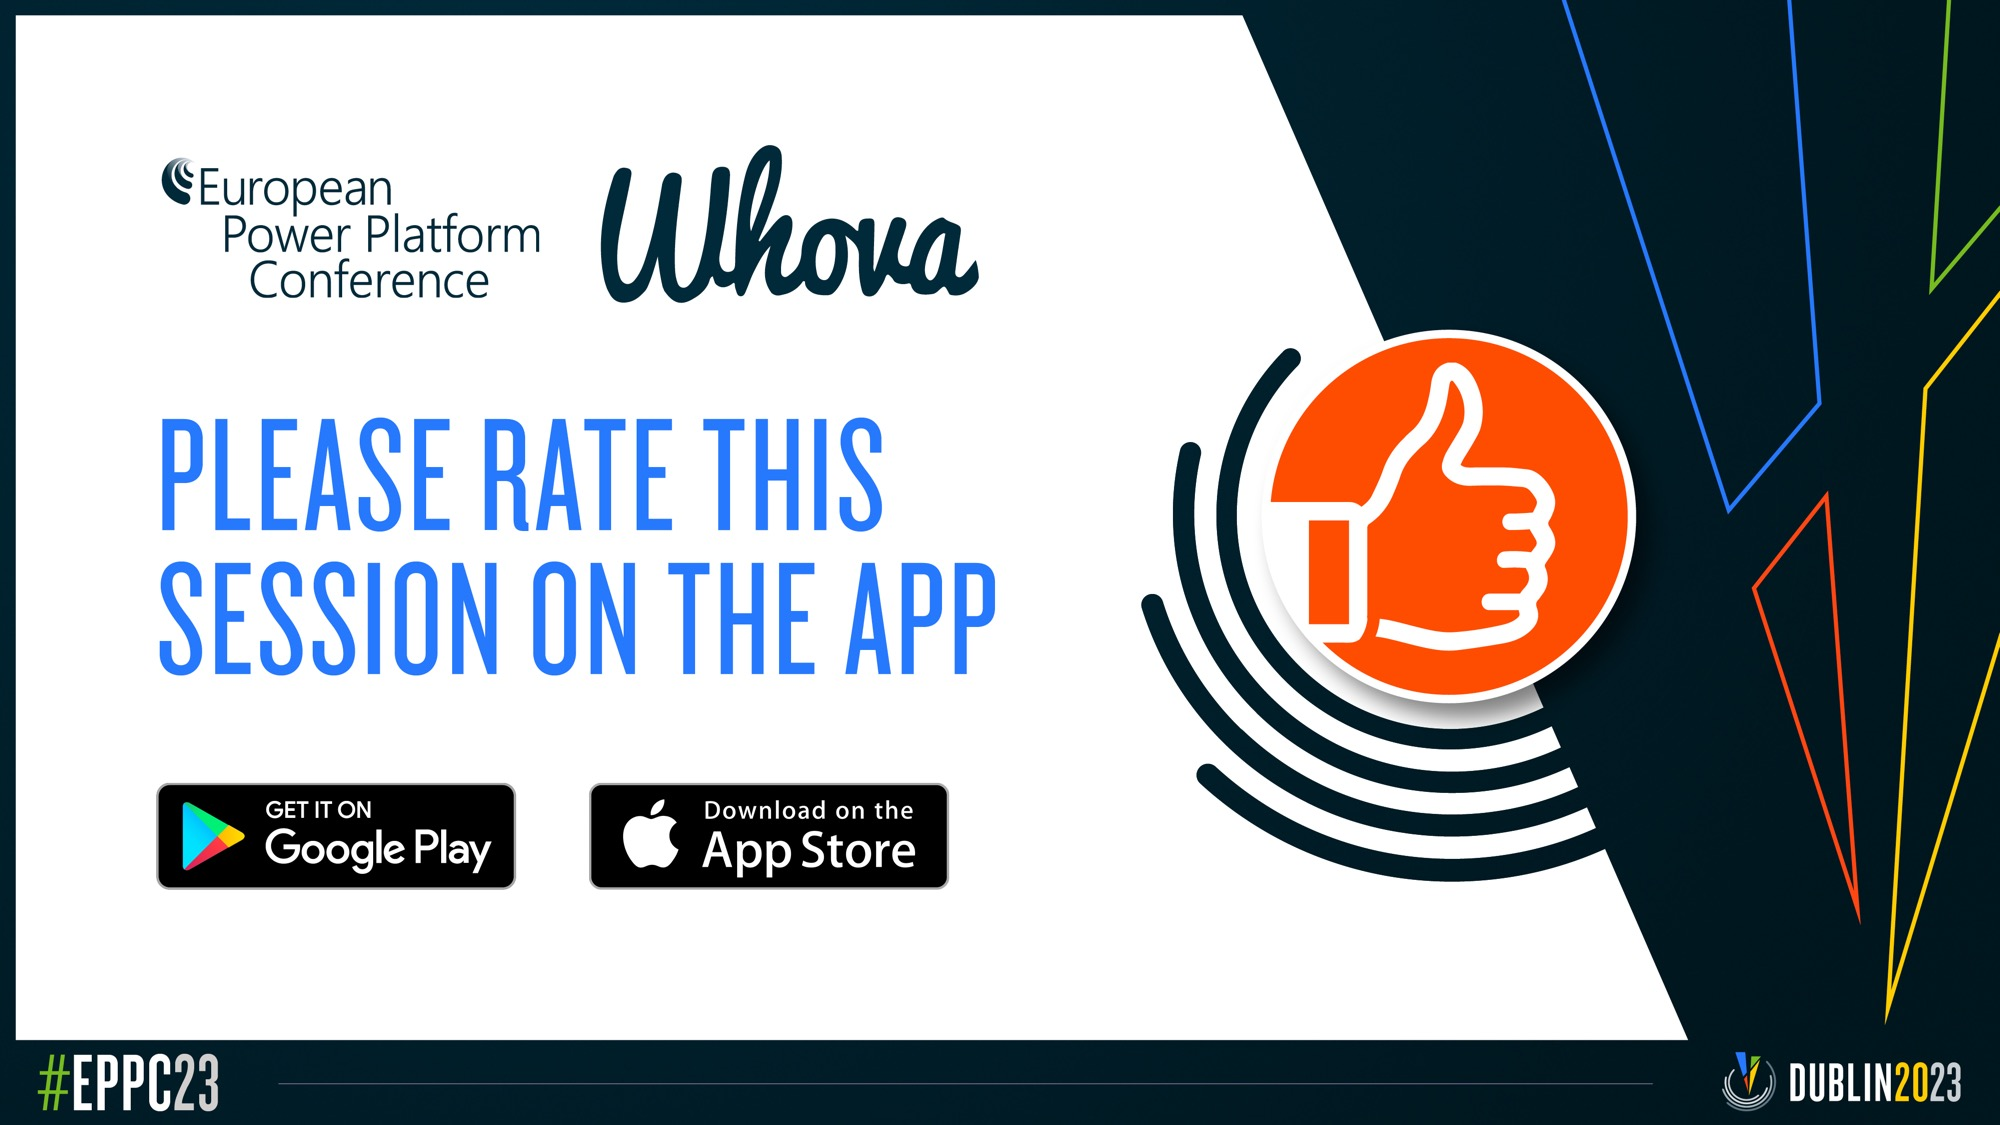 European
Power Platform
Conference
Whova
PLEASE RATE THIS
SESSION ON THE APP
GET IT ON
Google Play
Download on the
App Store
#EPPC23
DUBLIN2023